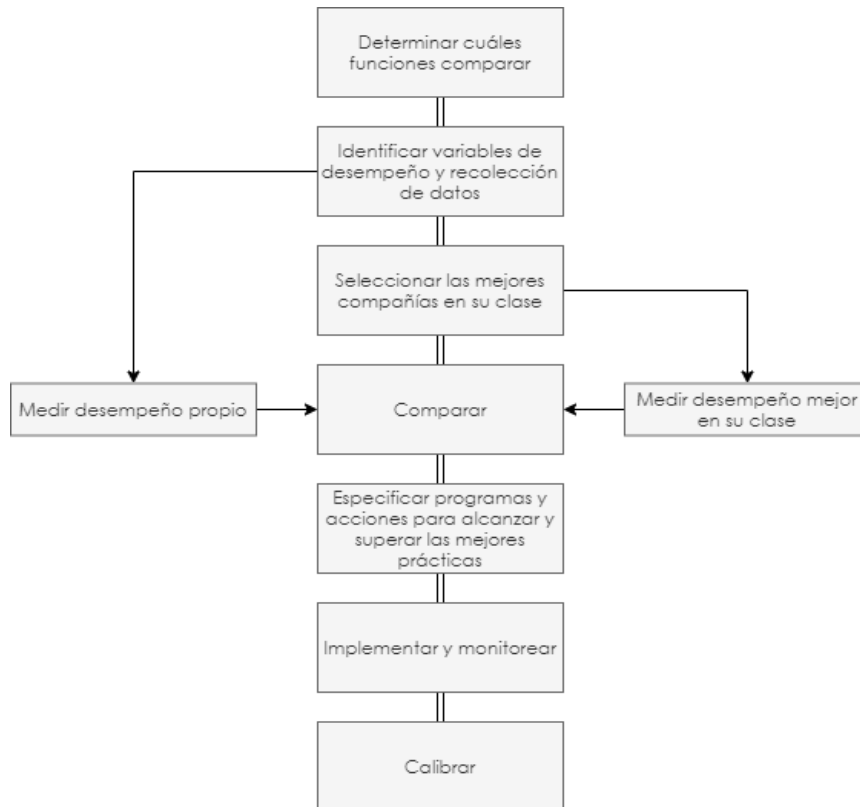 Determinar cuáles
funciones comparar
Identificar variables de
desempeño y recolección
de datos
Seleccionar las mejores
compañías en su clase
Medir desempeño propio
Comparar
Medir desempeño mejor
en su clase
Especificar programas y
acciones para alcanzar y
superar las mejores
prácticas
Implementar y monitorear
Calibrar